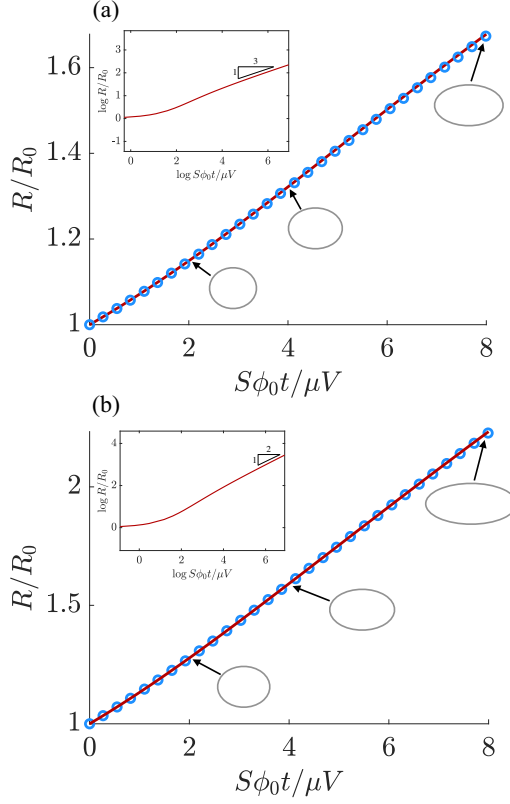 (a)
R/R₀
1.6
1.4
1.2
1
0 2 4 6 8
Sϕ₀t/μV
log R/R₀
3
2
1
0
-1
0 2 4 6
log Sϕ₀t/μV
3
1
(b)
R/R₀
2
1.5
1
0 2 4 6 8
Sϕ₀t/μV
log R/R₀
4
2
0
0 2 4 6
log Sϕ₀t/μV
2
1